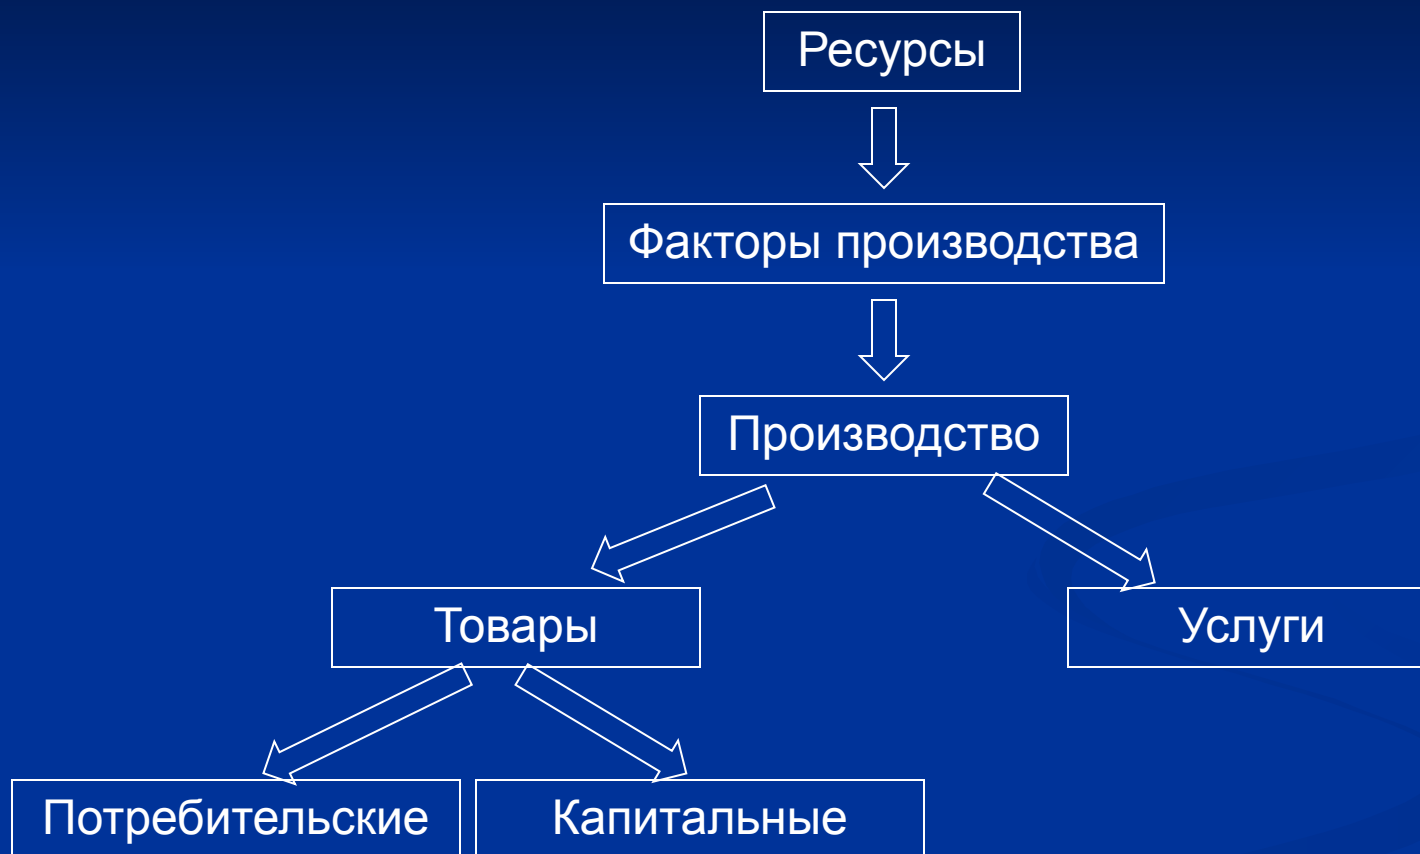 Ресурсы
Факторы производства
Производство
Товары
Услуги
Потребительские
Капитальные